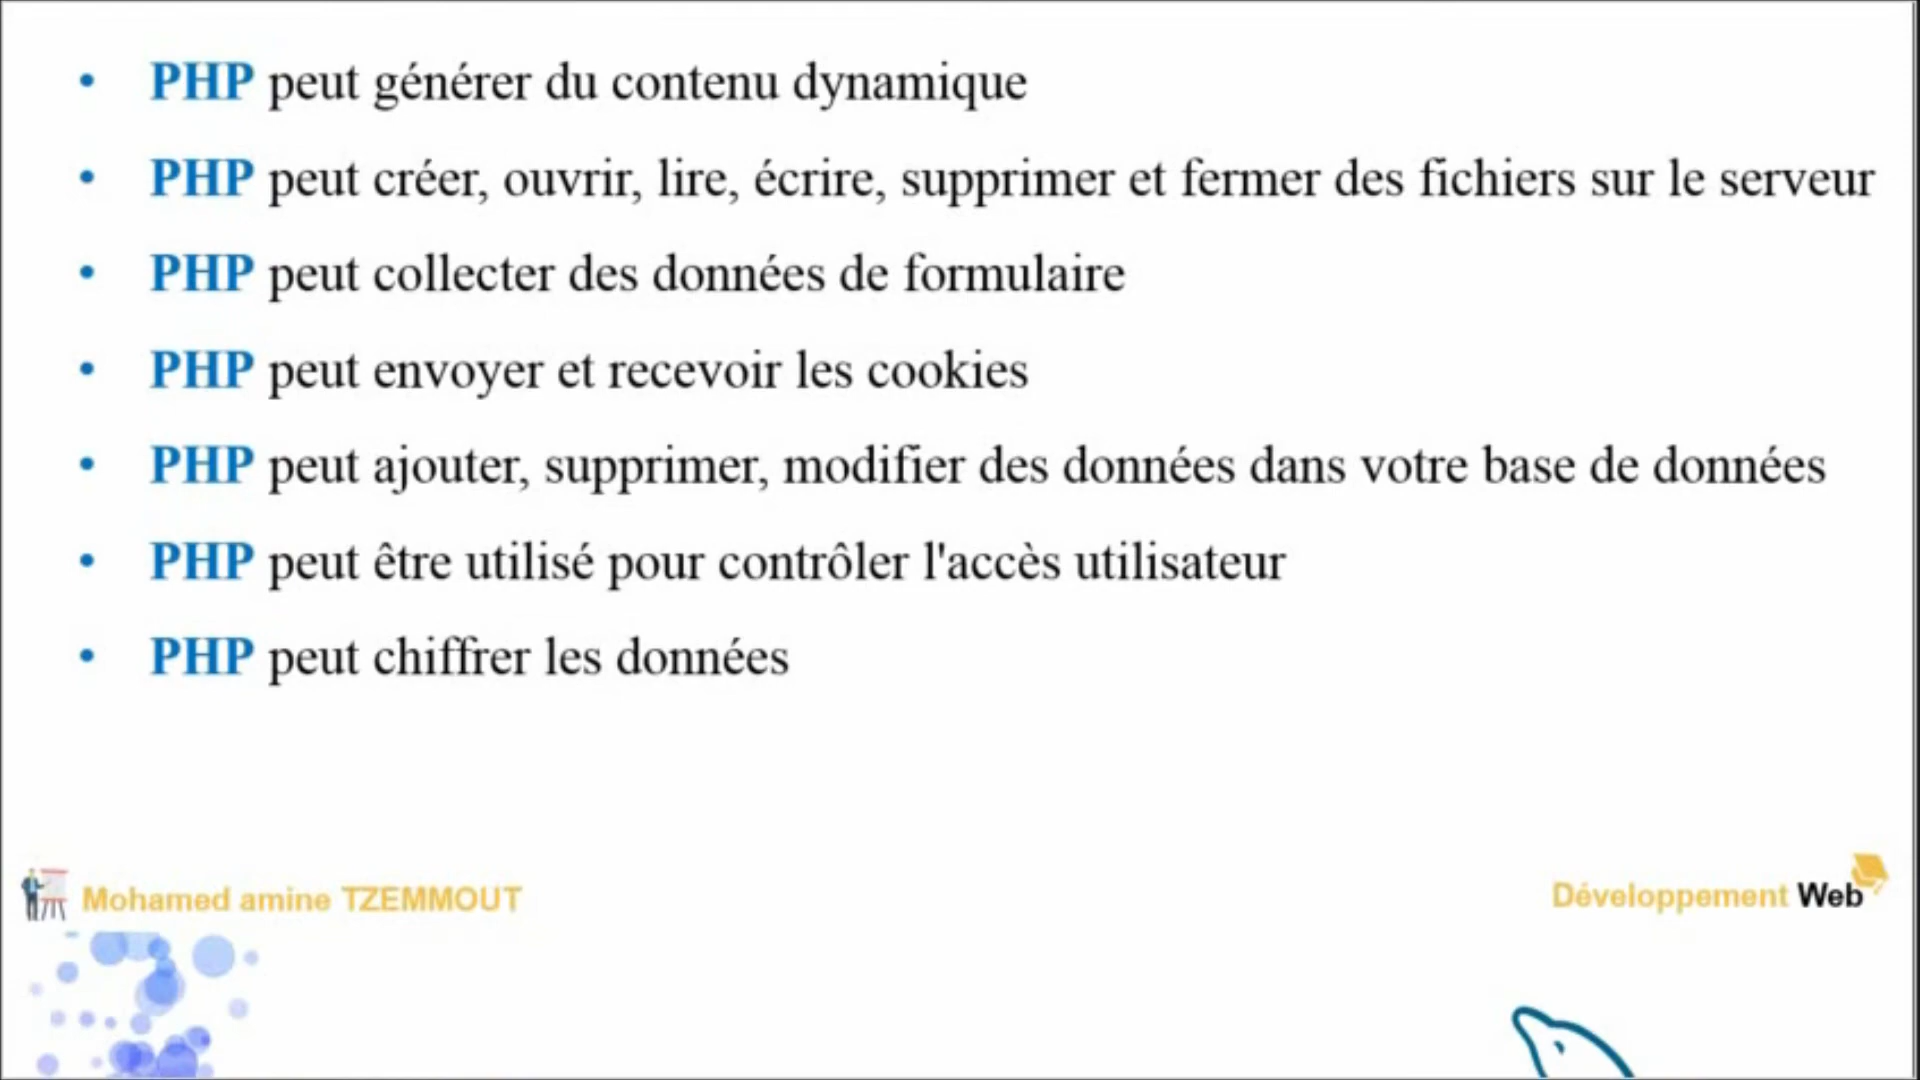 • PHP peut générer du contenu dynamique
• PHP peut créer, ouvrir, lire, écrire, supprimer et fermer des fichiers sur le serveur
• PHP peut collecter des données de formulaire
• PHP peut envoyer et recevoir les cookies
• PHP peut ajouter, supprimer, modifier des données dans votre base de données
• PHP peut être utilisé pour contrôler l'accès utilisateur
• PHP peut chiffrer les données
Mohamed amine TZEMMOUT
Développement Web